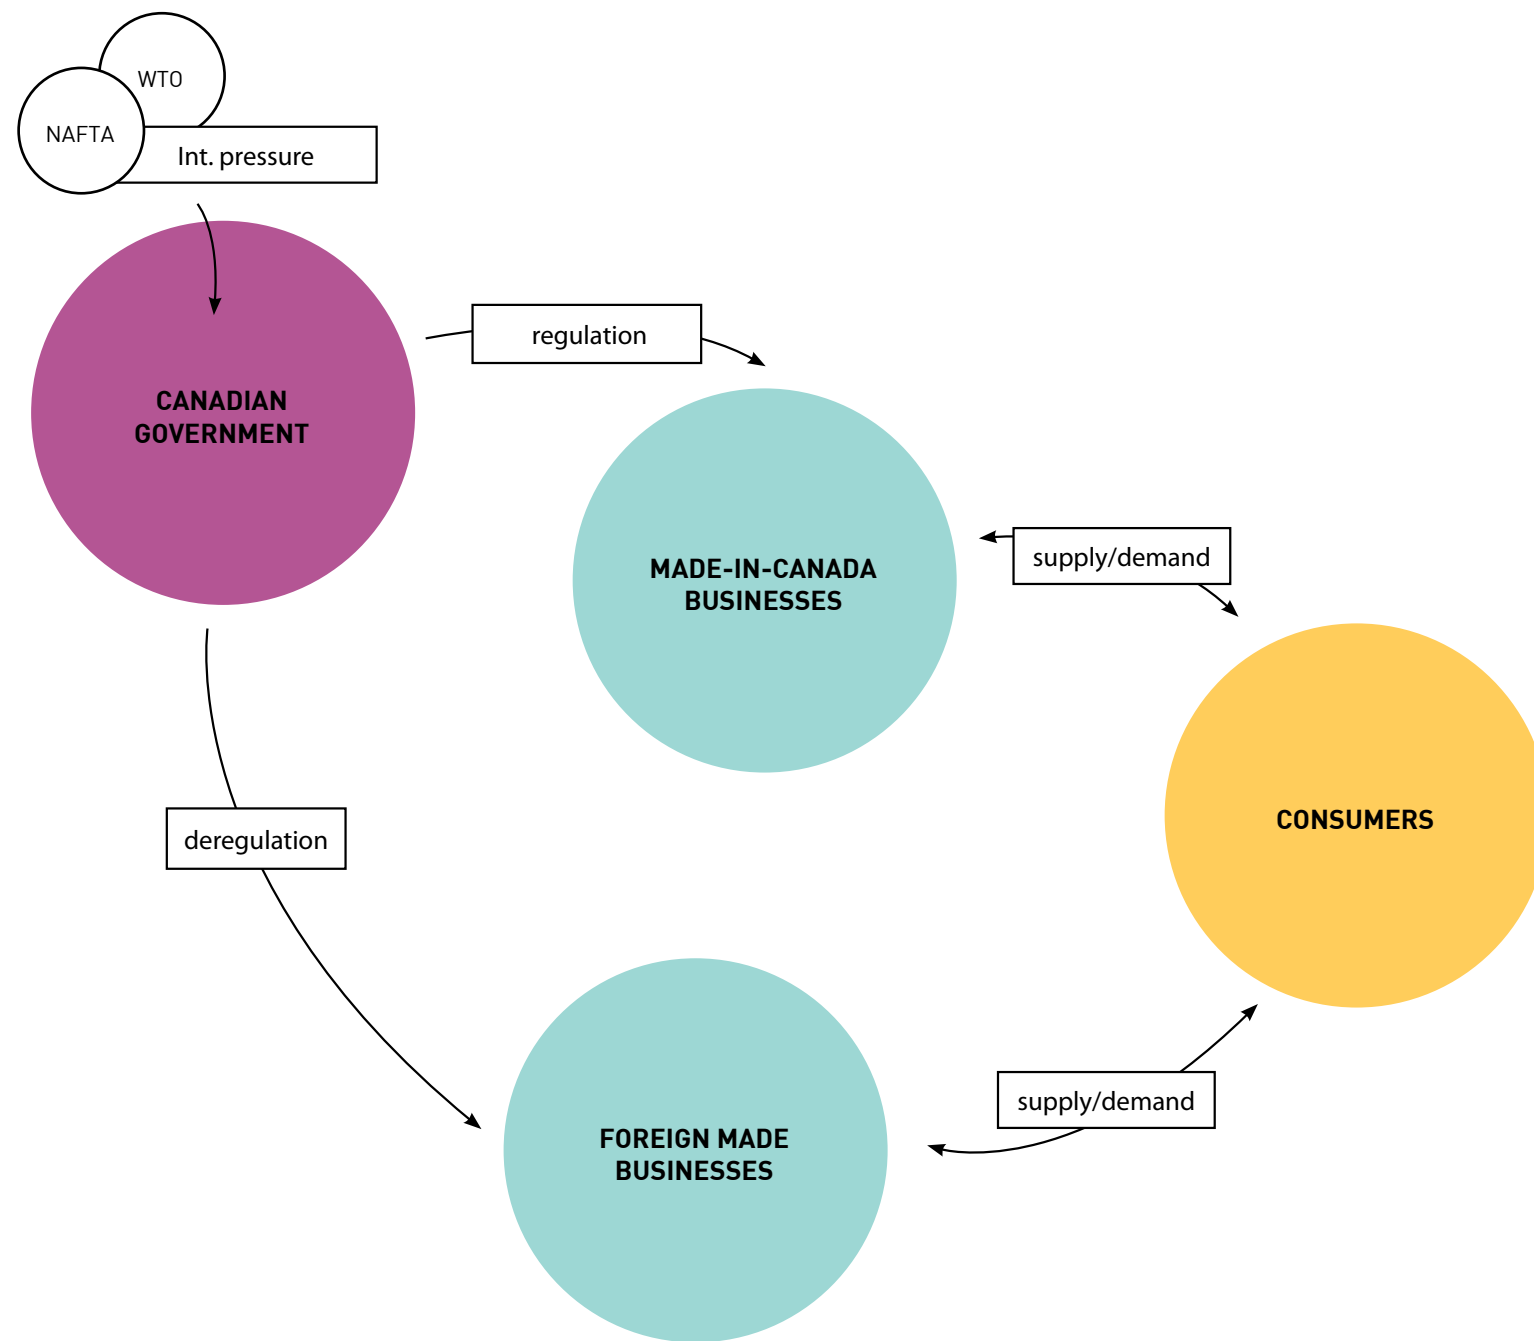 WTO
NAFTA
Int. pressure
CANADIAN
GOVERNMENT
regulation
MADE-IN-CANADA
BUSINESSES
supply/demand
CONSUMERS
deregulation
FOREIGN MADE
BUSINESSES
supply/demand